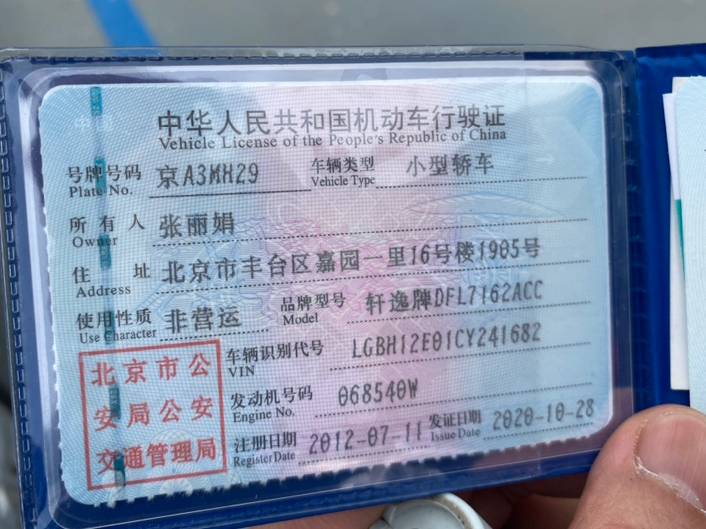 中华人民共和国机动车行驶证
Vehicle License of the People's Republic of China
号牌号码 京A3MH29 车辆类型 小型轿车
Plate No. Vehicle Type
所有人 张丽娟
Owner
住址 北京市丰台区嘉园一里16号楼1905号
Address
使用性质 非营运 品牌型号 轩逸牌DFL7162ACC
Use Character Model
北京市公安局公安交通管理局
车辆识别代号 LGBH12E01CY241682
VIN
发动机号码 068540W
Engine No.
注册日期 2012-07-11 发证日期 2020-10-28
Register Date Issue Date